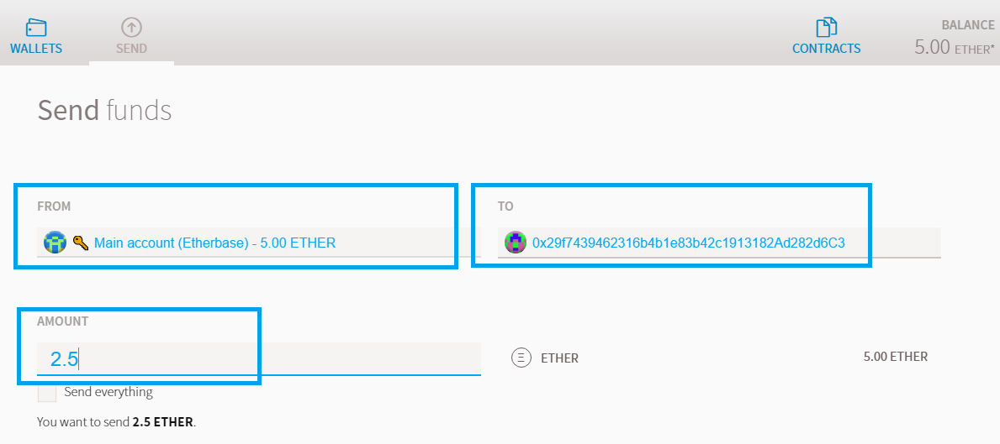 WALLETS
SEND
CONTRACTS
BALANCE
5.00 ETHER*
Send funds
FROM
Main account (Etherbase) - 5.00 ETHER
TO
0x29f7439462316b4b1e83b42c1913182Ad282d6C3
AMOUNT
2.5
Ξ ETHER
5.00 ETHER
Send everything
You want to send 2.5 ETHER.